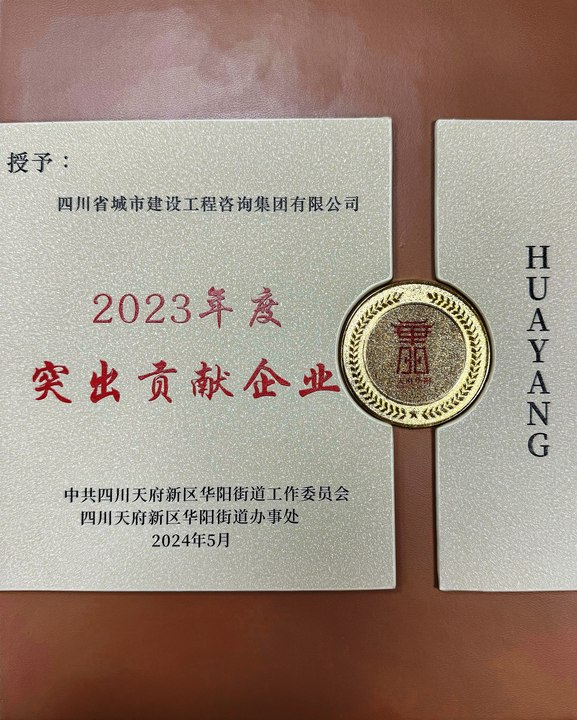 授予：
四川省城市建设工程咨询集团有限公司
2023年度
突出贡献企业
中共四川天府新区华阳街道工作委员会
四川天府新区华阳街道办事处
2024年5月
HUAYANG